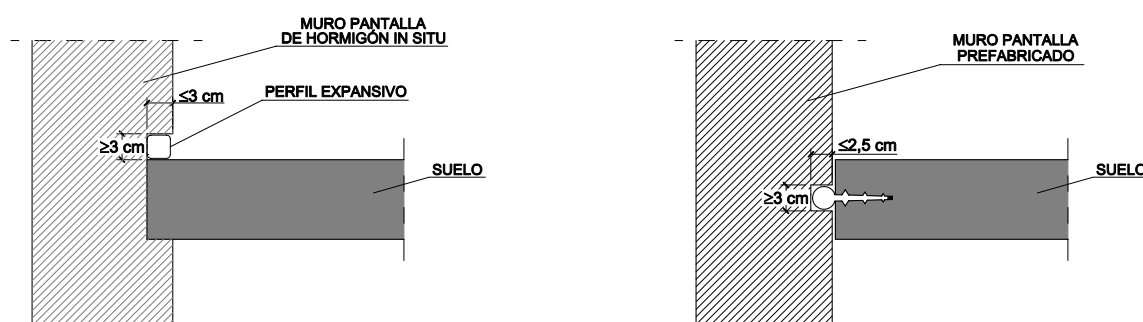 MURO PANTALLA
DE HORMIGÓN IN SITU
≤3 cm
PERFIL EXPANSIVO
≥3 cm
SUELO
MURO PANTALLA
PREFABRICADO
≤2,5 cm
≥3 cm
SUELO